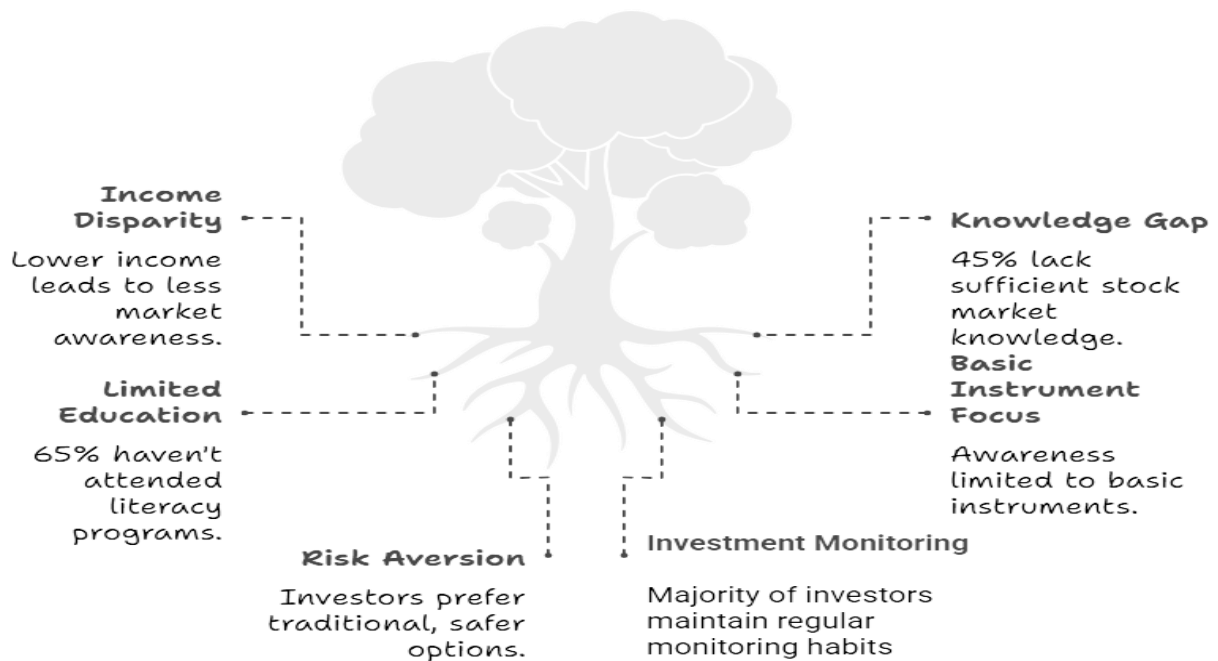 Income
Disparity
Lower income
leads to less
market
awareness.
Limited
Education
65% haven't
attended
literacy
programs.
Risk Aversion
Investors prefer
traditional, safer
options.
Knowledge Gap
45% lack
sufficient stock
market
knowledge.
Basic
Instrument
Focus
Awareness
limited to basic
instruments.
Investment Monitoring
Majority of investors
maintain regular
monitoring habits